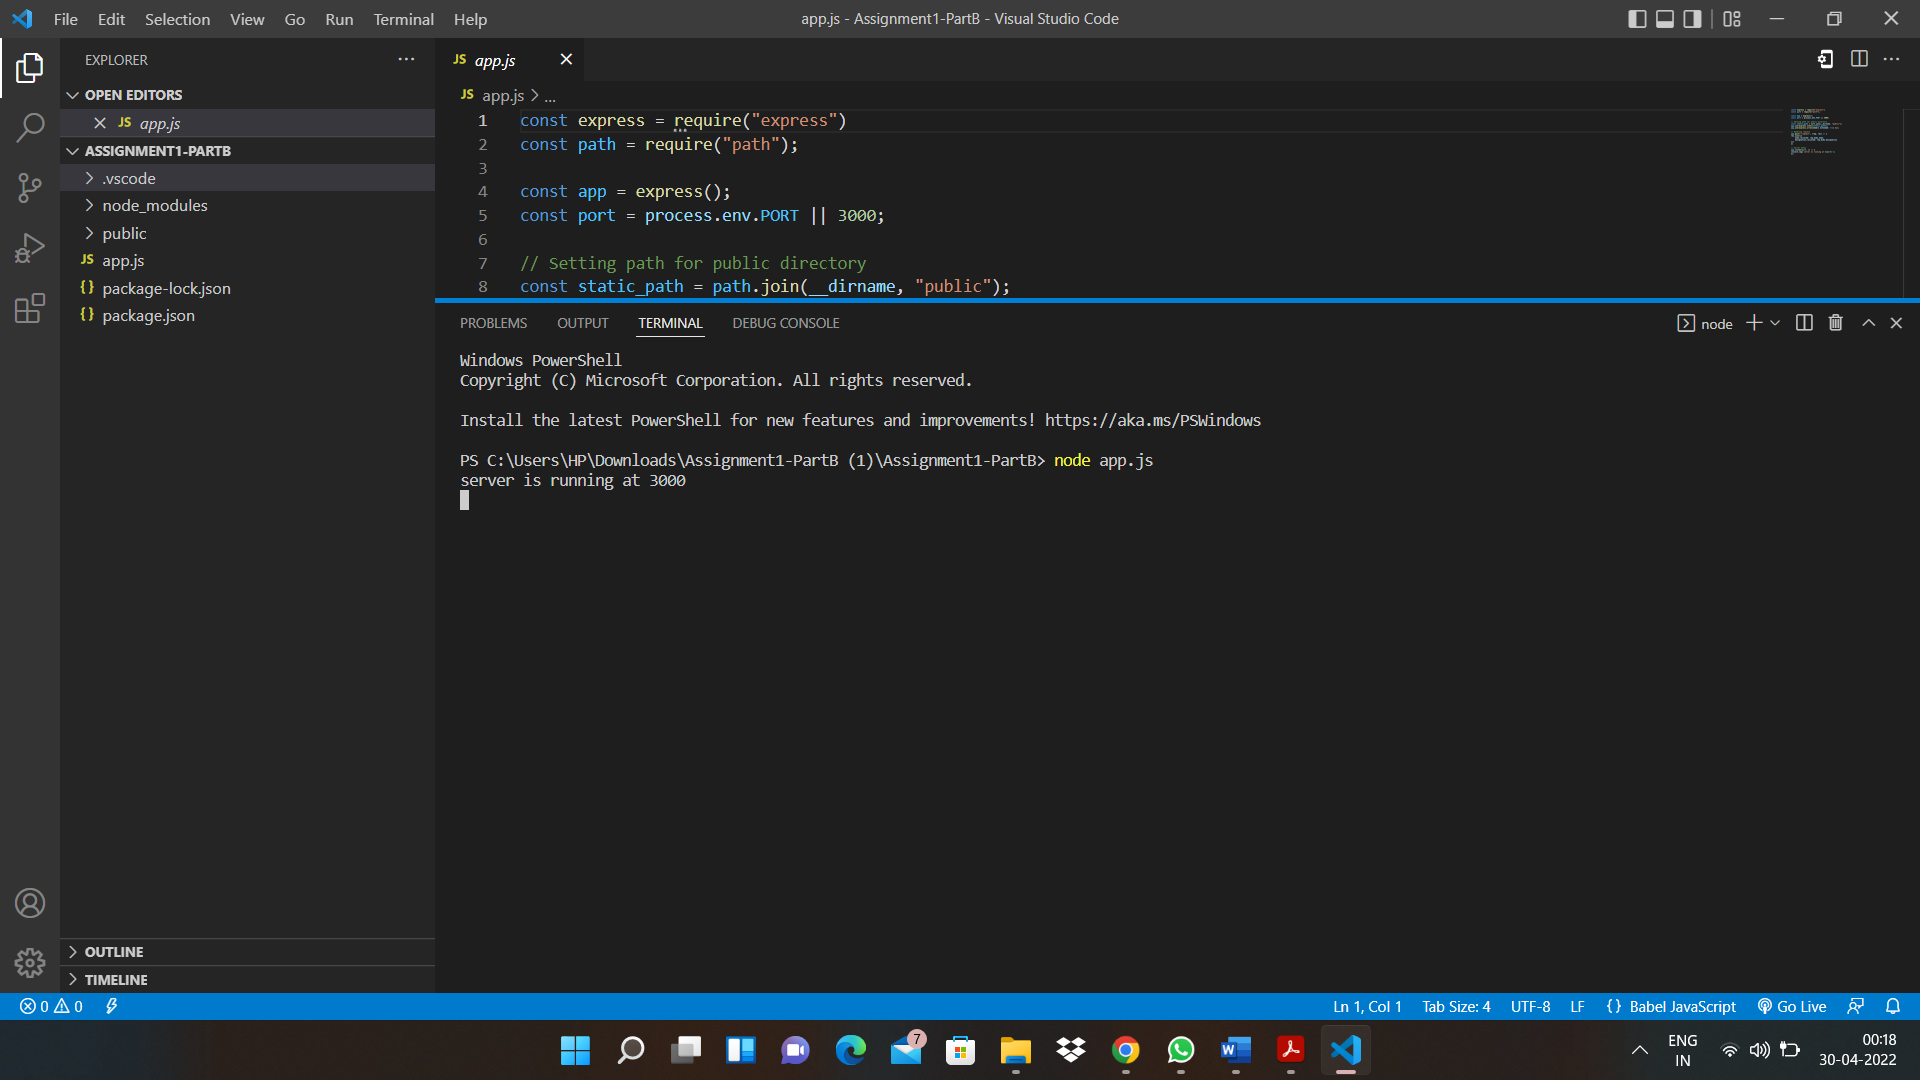 File Edit Selection View Go Run Terminal Help
app.js - Assignment1-PartB - Visual Studio Code
EXPLORER
OPEN EDITORS
JS app.js
ASSIGNMENT1-PARTB
.vscode
node_modules
public
JS app.js
{} package-lock.json
{} package.json
OUTLINE
TIMELINE
JS app.js
JS app.js > ...
1 const express = require("express")
2 const path = require("path");
3
4 const app = express();
5 const port = process.env.PORT || 3000;
6
7 // Setting path for public directory
8 const static_path = path.join(__dirname, "public");
PROBLEMS OUTPUT TERMINAL DEBUG CONSOLE
node
Windows PowerShell
Copyright (C) Microsoft Corporation. All rights reserved.
Install the latest PowerShell for new features and improvements! https://aka.ms/PSWindows
PS C:\Users\HP\Downloads\Assignment1-PartB (1)\Assignment1-PartB> node app.js
server is running at 3000
0 0
Ln 1, Col 1 Tab Size: 4 UTF-8 LF {} Babel JavaScript Go Live
7
W
ENG
IN
00:18
30-04-2022